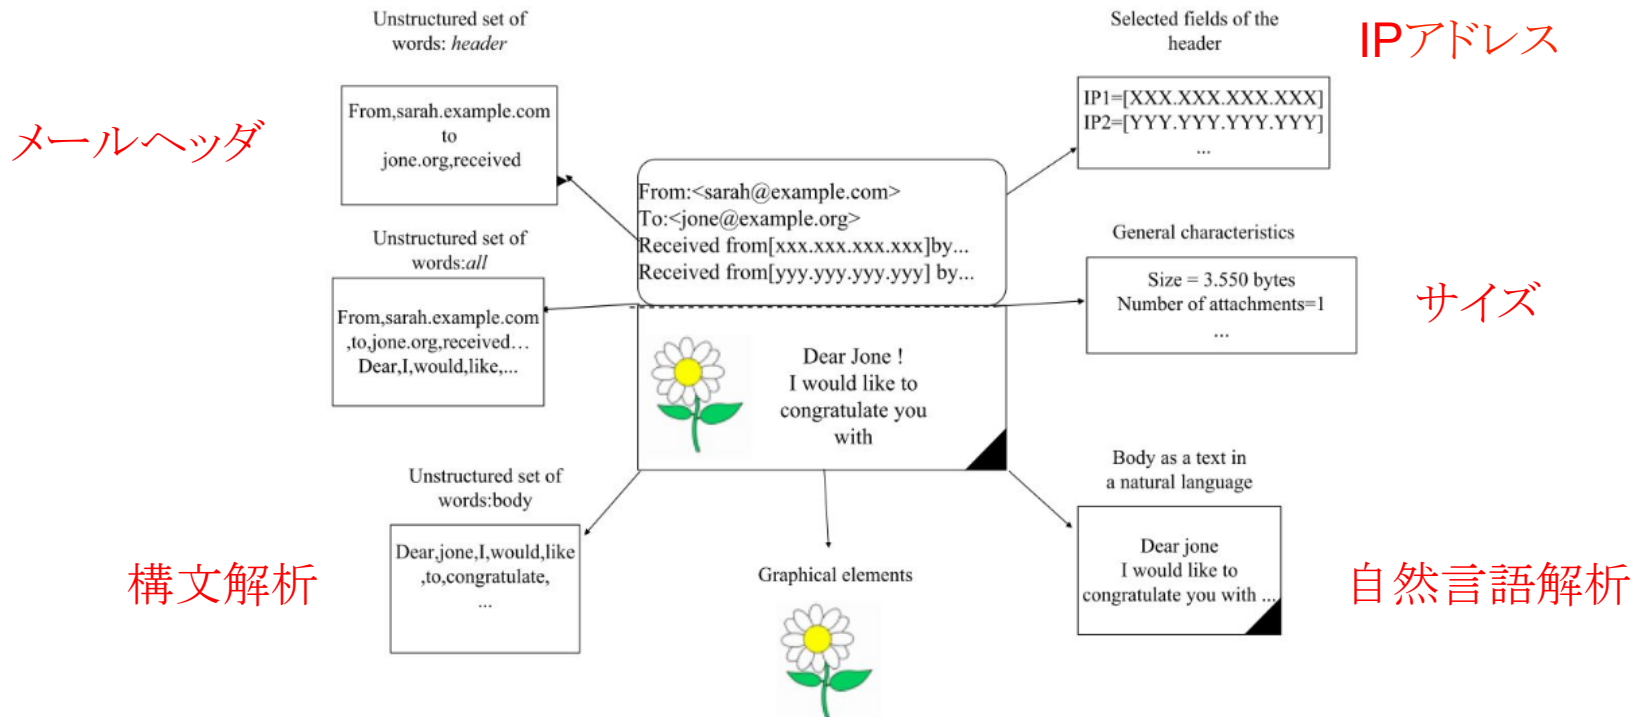 Unstructured set of
words: header
From,sarah.example.com
to
jone.org,received
メールヘッダ
Unstructured set of
words:all
From,sarah.example.com
,to,jone.org,received…
Dear,I,would,like,...
Unstructured set of
words:body
Dear,jone,I,would,like
,to,congratulate,
...
構文解析
From:<sarah@example.com>
To:<jone@example.org>
Received from[xxx.xxx.xxx.xxx]by...
Received from[yyy.yyy.yyy.yyy] by...
Dear Jone !
I would like to
congratulate you
with
Graphical elements
Selected fields of the
header
IP1=[XXX.XXX.XXX.XXX]
IP2=[YYY.YYY.YYY.YYY]
...
IPアドレス
General characteristics
Size = 3.550 bytes
Number of attachments=1
...
サイズ
Body as a text in
a natural language
Dear jone
I would like to
congratulate you with ...
自然言語解析